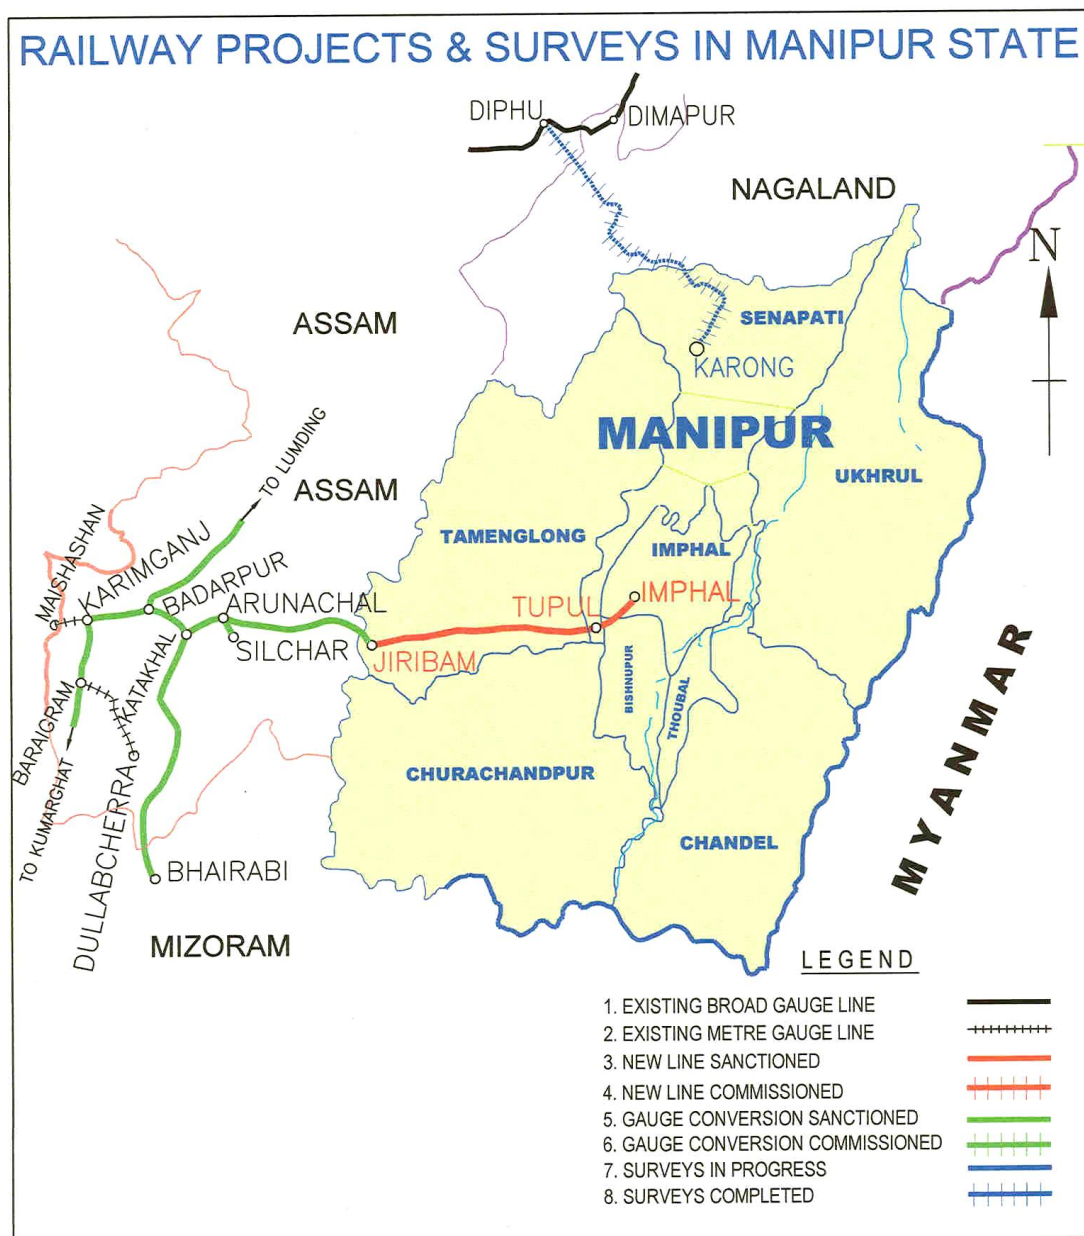 RAILWAY PROJECTS & SURVEYS IN MANIPUR STATE
DIPHU
DIMAPUR
NAGALAND
N
ASSAM
SENAPATI
KARONG
TO LUMDING
MANIPUR
ASSAM
UKHRUL
MAISHASHAN
KARIMGANJ
TAMENGLONG
IMPHAL
BADARPUR
ARUNACHAL
TUPUL
IMPHAL
KATAKHAL
SILCHAR
JIRIBAM
BARAIGRAM
BISHNUPUR
THOUBAL
MYANMAR
TO KUMARGHAT
DULLABCHERRA
CHURACHANDPUR
CHANDEL
BHAIRABI
MIZORAM
LEGEND
1. EXISTING BROAD GAUGE LINE
2. EXISTING METRE GAUGE LINE
3. NEW LINE SANCTIONED
4. NEW LINE COMMISSIONED
5. GAUGE CONVERSION SANCTIONED
6. GAUGE CONVERSION COMMISSIONED
7. SURVEYS IN PROGRESS
8. SURVEYS COMPLETED